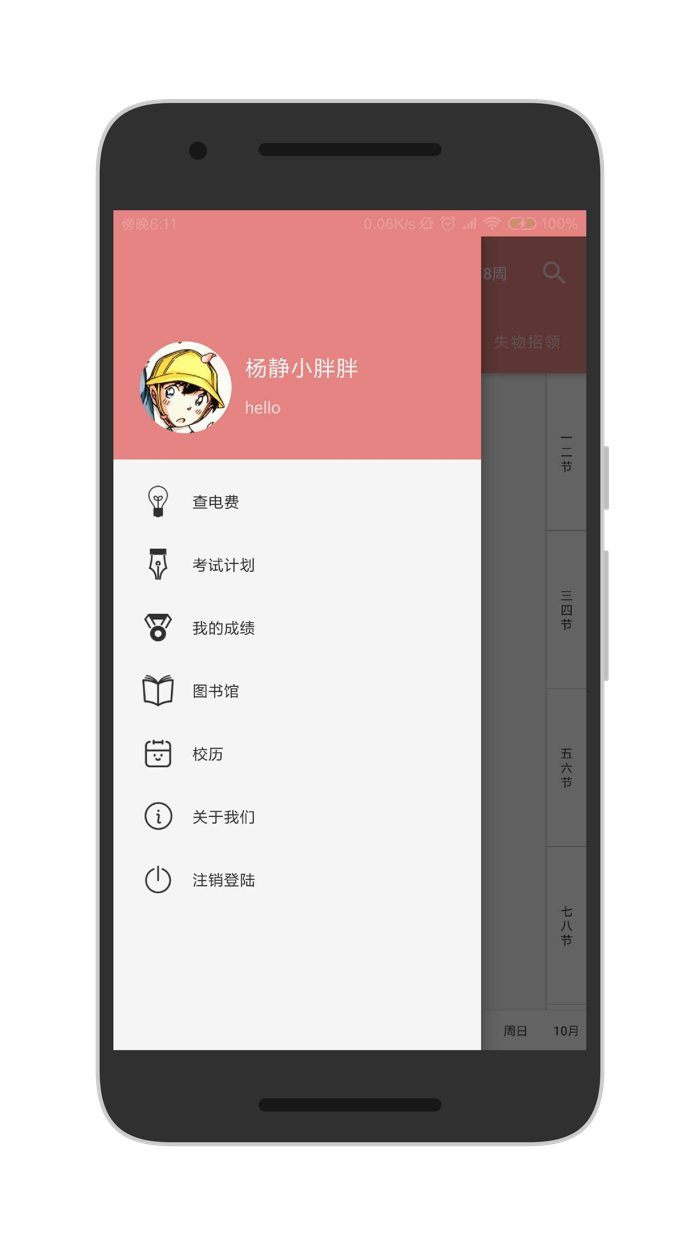 傍晚6:11
0.06K/s
100%
8周
失物招领
杨静小胖胖
hello
查电费
考试计划
我的成绩
图书馆
校历
关于我们
注销登陆
一二节
三四节
五六节
七八节
周日
10月